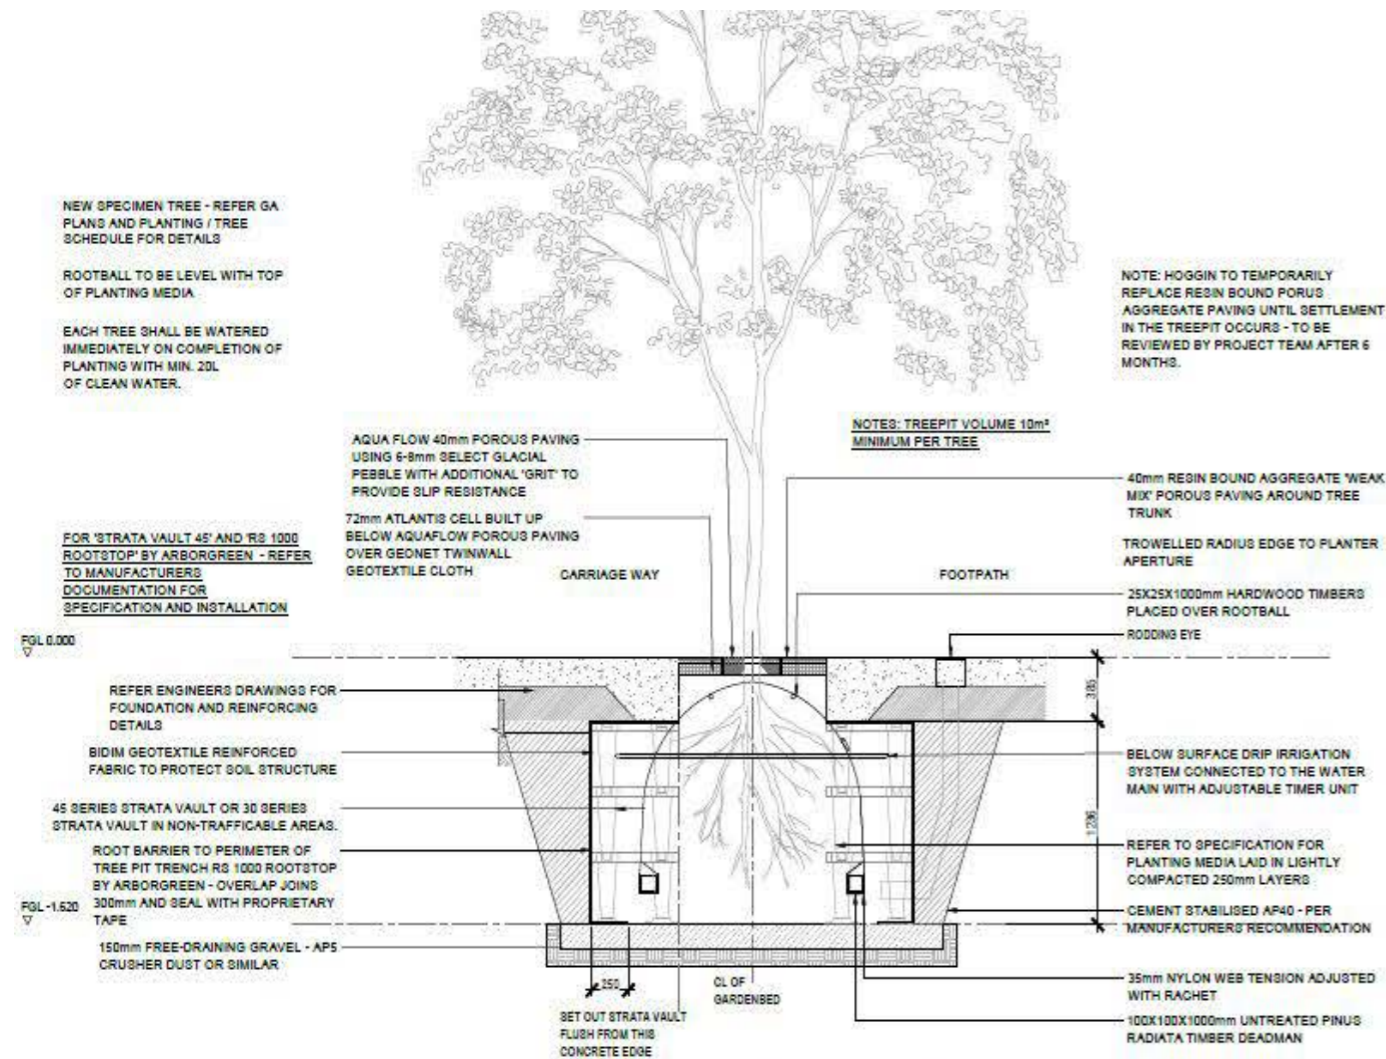 NEW SPECIMEN TREE - REFER GA
PLANS AND PLANTING / TREE
SCHEDULE FOR DETAILS
ROOTBALL TO BE LEVEL WITH TOP
OF PLANTING MEDIA
EACH TREE SHALL BE WATERED
IMMEDIATELY ON COMPLETION OF
PLANTING WITH MIN. 20L
OF CLEAN WATER.
NOTE: HOGGIN TO TEMPORARILY
REPLACE RESIN BOUND PORUS
AGGREGATE PAVING UNTIL SETTLEMENT
IN THE TREEPIT OCCURS - TO BE
REVIEWED BY PROJECT TEAM AFTER 6
MONTHS.
NOTES: TREEPIT VOLUME 10m³
MINIMUM PER TREE
AQUA FLOW 40mm POROUS PAVING
USING 6-8mm SELECT GLACIAL
PEBBLE WITH ADDITIONAL 'GRIT' TO
PROVIDE SLIP RESISTANCE
72mm ATLANTIS CELL BUILT UP
BELOW AQUAFLOW POROUS PAVING
OVER GEONET TWINWALL
GEOTEXTILE CLOTH
CARRIAGE WAY
FOOTPATH
40mm RESIN BOUND AGGREGATE 'WEAK
MIX' POROUS PAVING AROUND TREE
TRUNK
TROWELLED RADIUS EDGE TO PLANTER
APERTURE
25X25X1000mm HARDWOOD TIMBERS
PLACED OVER ROOTBALL
RODDING EYE
FOR 'STRATA VAULT 45' AND 'RS 1000
ROOTSTOP' BY ARBORGREEN - REFER
TO MANUFACTURERS
DOCUMENTATION FOR
SPECIFICATION AND INSTALLATION
FGL 0.000
REFER ENGINEERS DRAWINGS FOR
FOUNDATION AND REINFORCING
DETAILS
BIDIM GEOTEXTILE REINFORCED
FABRIC TO PROTECT SOIL STRUCTURE
45 SERIES STRATA VAULT OR 30 SERIES
STRATA VAULT IN NON-TRAFFICABLE AREAS.
ROOT BARRIER TO PERIMETER OF
TREE PIT TRENCH RS 1000 ROOTSTOP
BY ARBORGREEN - OVERLAP JOINS
300mm AND SEAL WITH PROPRIETARY
TAPE
FGL -1.620
150mm FREE-DRAINING GRAVEL - AP5
CRUSHER DUST OR SIMILAR
385
1236
BELOW SURFACE DRIP IRRIGATION
SYSTEM CONNECTED TO THE WATER
MAIN WITH ADJUSTABLE TIMER UNIT
REFER TO SPECIFICATION FOR
PLANTING MEDIA LAID IN LIGHTLY
COMPACTED 250mm LAYERS
CEMENT STABILISED AP40 - PER
MANUFACTURERS RECOMMENDATION
35mm NYLON WEB TENSION ADJUSTED
WITH RACHET
100X100X1000mm UNTREATED PINUS
RADIATA TIMBER DEADMAN
250
CL OF
GARDENBED
SET OUT STRATA VAULT
FLUSH FROM THIS
CONCRETE EDGE